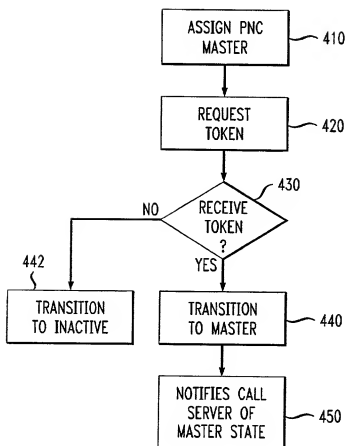 ASSIGN PNC
MASTER
410
REQUEST
TOKEN
420
430
RECEIVE
TOKEN
?
NO
YES
442
TRANSITION
TO INACTIVE
TRANSITION
TO MASTER
440
NOTIFIES CALL
SERVER OF
MASTER STATE
450